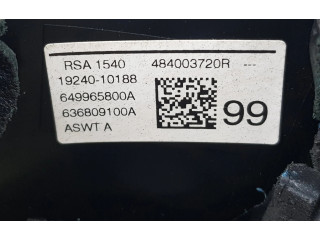 RSA 1540 484003720R ---
19240-10188
649965800A
636809100A
ASWT A
99